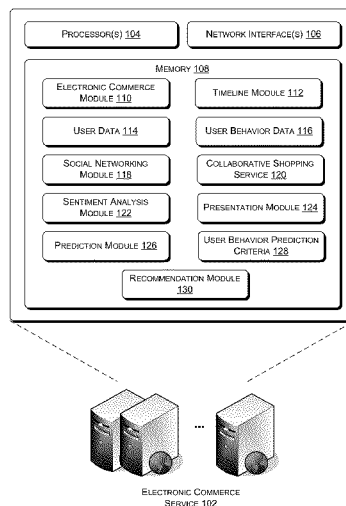 PROCESSOR(S) 104
NETWORK INTERFACE(S) 106
MEMORY 108
ELECTRONIC COMMERCE
MODULE 110
TIMELINE MODULE 112
USER DATA 114
USER BEHAVIOR DATA 116
SOCIAL NETWORKING
MODULE 118
COLLABORATIVE SHOPPING
SERVICE 120
SENTIMENT ANALYSIS
MODULE 122
PRESENTATION MODULE 124
PREDICTION MODULE 126
USER BEHAVIOR PREDICTION
CRITERIA 128
RECOMMENDATION MODULE
130
...
ELECTRONIC COMMERCE
SERVICE 102